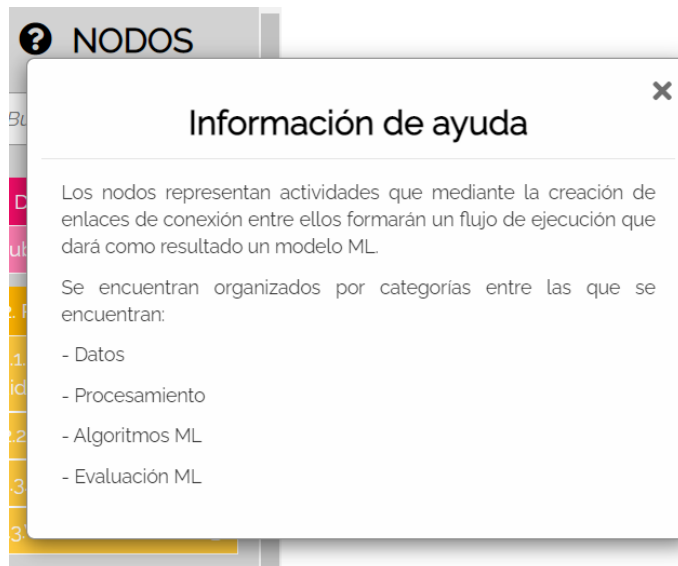 ? NODOS
Información de ayuda
Los nodos representan actividades que mediante la creación de
enlaces de conexión entre ellos formarán un flujo de ejecución que
dará como resultado un modelo ML.
Se encuentran organizados por categorías entre las que se
encuentran:
- Datos
- Procesamiento
- Algoritmos ML
- Evaluación ML